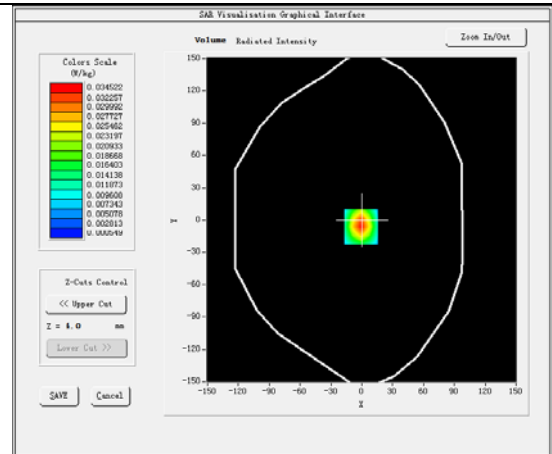 SAR Visualisation Graphical Interface
Volume Radiated Intensity
Zoom In/Out
Colors Scale
(W/kg)
0.034522
0.032257
0.029992
0.027727
0.025462
0.023197
0.020933
0.018668
0.016403
0.014138
0.011873
0.009608
0.007343
0.005078
0.002813
0.000549
Z-Cuts Control
<< Upper Cut
Z = 4.0 mm
Lower Cut >>
SAVE
Cancel
150
120
90
60
30
0
-30
-60
-90
-120
-150
Y
-150 -120 -90 -60 -30 0 30 60 90 120 150
X